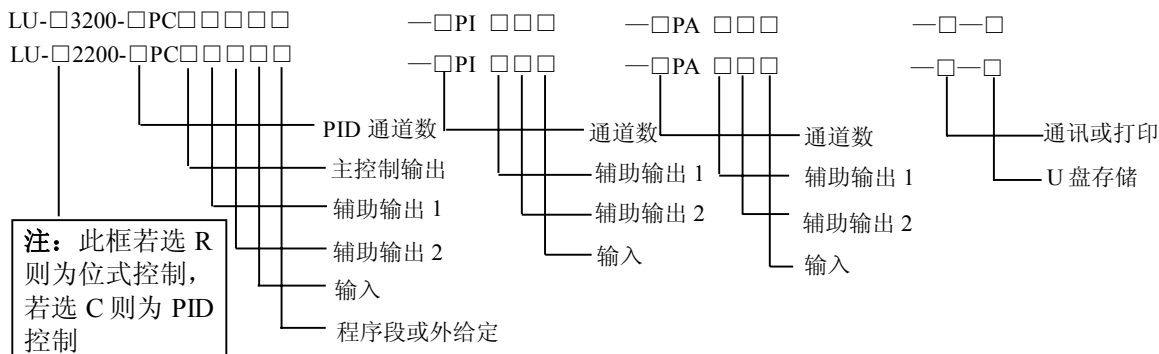 LU-□3200-□PC□□□□□ —□PI □□□ —□PA □□□ —□—□
LU-□2200-□PC□□□□□ —□PI □□□ —□PA □□□ —□—□
PID 通道数
主控制输出
辅助输出 1
辅助输出 2
输入
程序段或外给定
通道数
辅助输出 1
辅助输出 2
输入
通道数
辅助输出 1
辅助输出 2
输入
通讯或打印
U 盘存储
注：此框若选 R
则为位式控制，
若选 C 则为 PID
控制